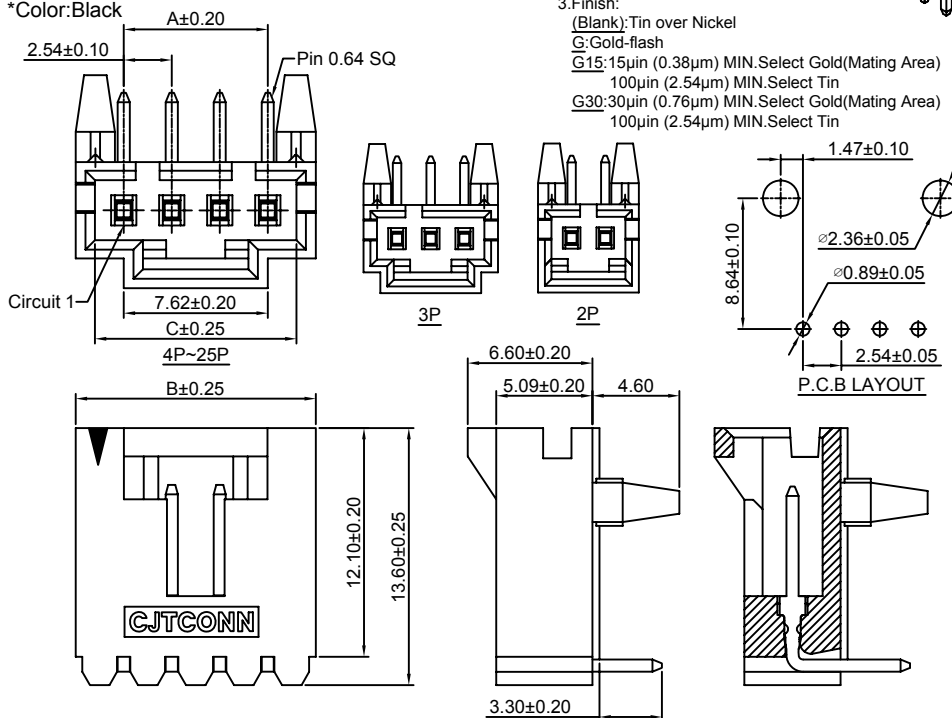 *Color:Black
3.Finish:
(Blank):Tin over Nickel
G:Gold-flash
G15:15µin (0.38µm) MIN.Select Gold(Mating Area)
100µin (2.54µm) MIN.Select Tin
G30:30µin (0.76µm) MIN.Select Gold(Mating Area)
100µin (2.54µm) MIN.Select Tin
A±0.20
2.54±0.10
Pin 0.64 SQ
Circuit 1
7.62±0.20
C±0.25
4P~25P
3P
2P
1.47±0.10
8.64±0.10
⌀2.36±0.05
⌀0.89±0.05
2.54±0.05
P.C.B LAYOUT
B±0.25
12.10±0.20
13.60±0.25
CJTCONN
6.60±0.20
5.09±0.20
4.60
3.30±0.20